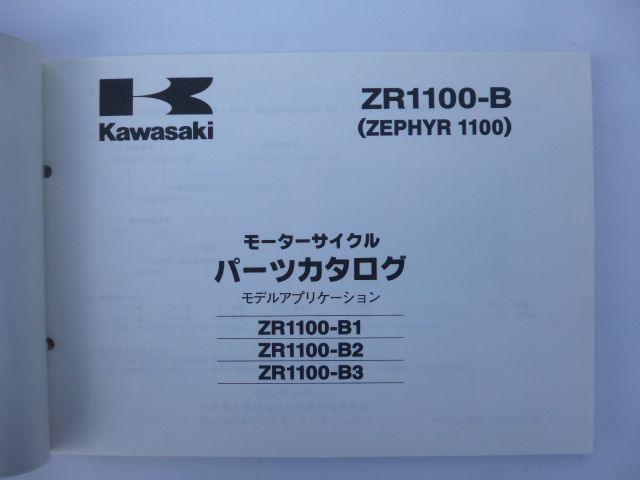 Kawasaki
ZR1100-B
(ZEPHYR 1100)
モーターサイクル
パーツカタログ
モデルアプリケーション
ZR1100-B1
ZR1100-B2
ZR1100-B3